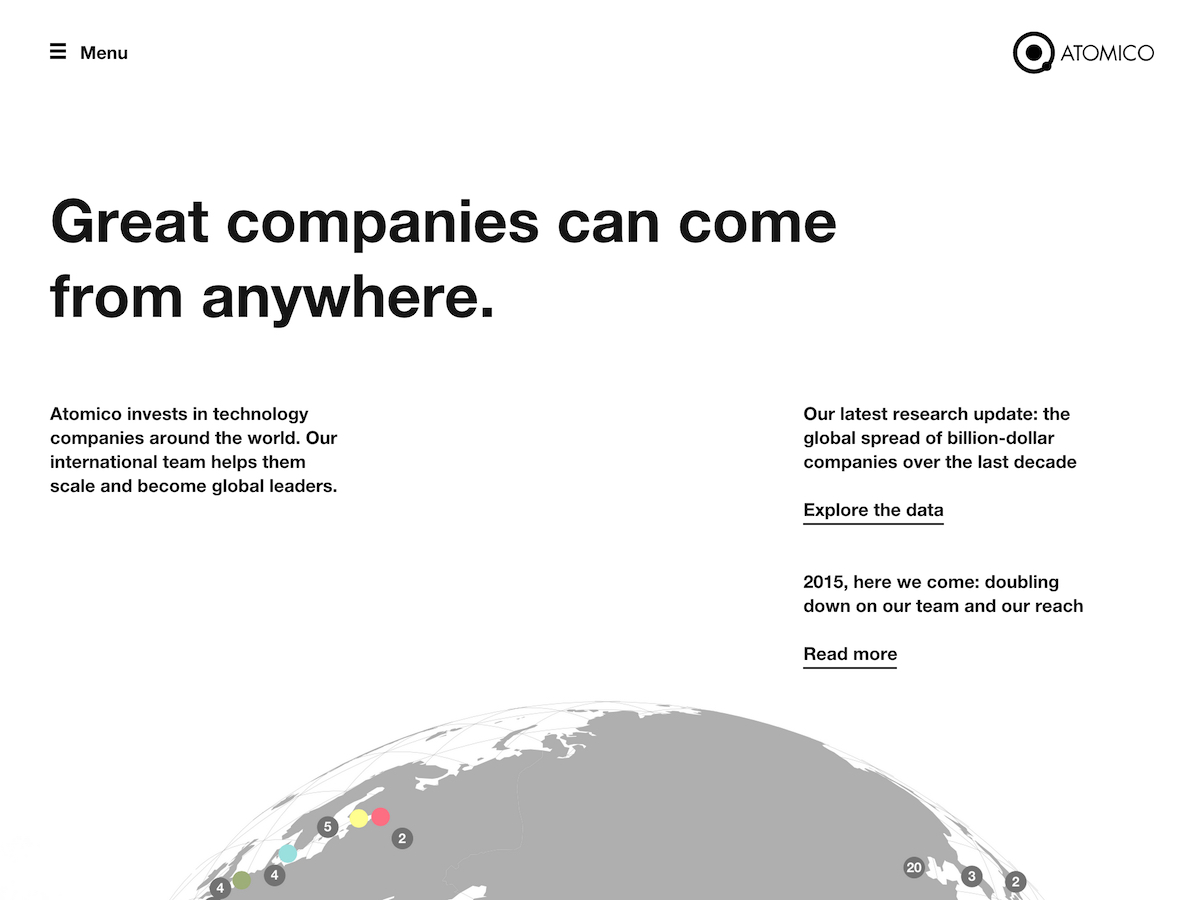 Menu
ATOMICO
Great companies can come
from anywhere.
Atomico invests in technology
companies around the world. Our
international team helps them
scale and become global leaders.
Our latest research update: the
global spread of billion-dollar
companies over the last decade
Explore the data
2015, here we come: doubling
down on our team and our reach
Read more
5
2
4
4
20
3
2